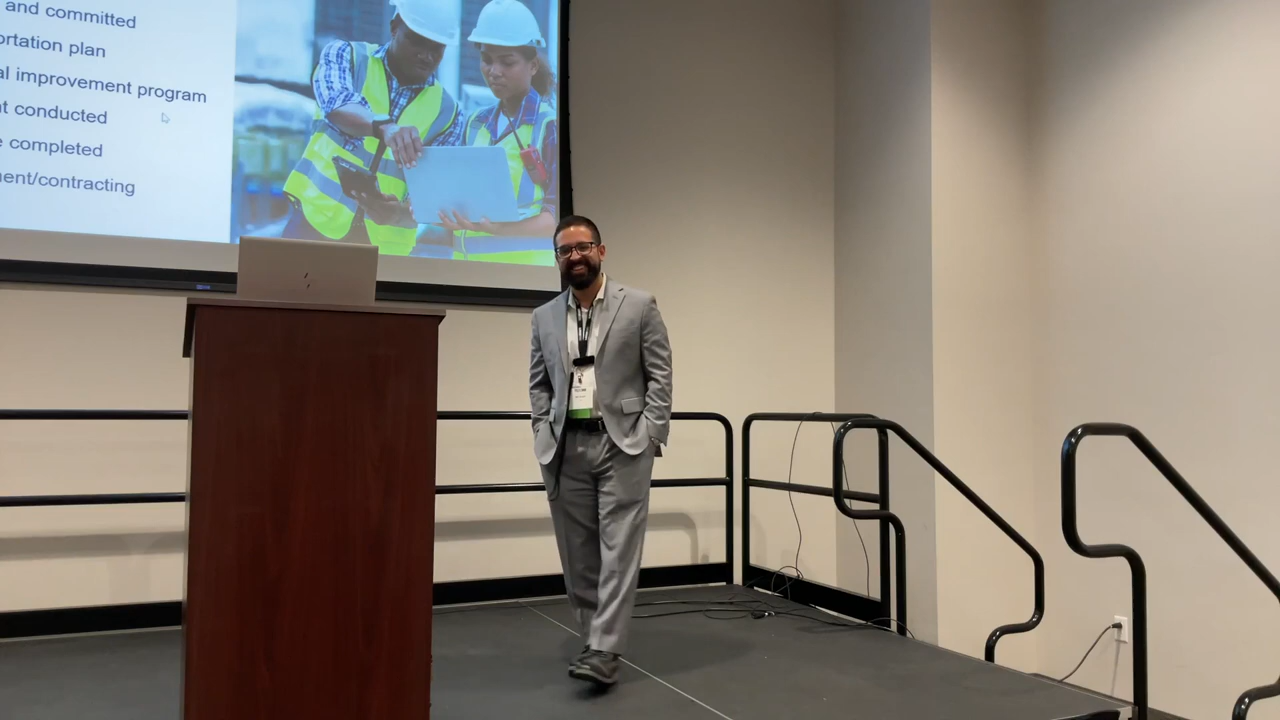 and committed
ortation plan
al improvement program
nt conducted
e completed
nent/contracting